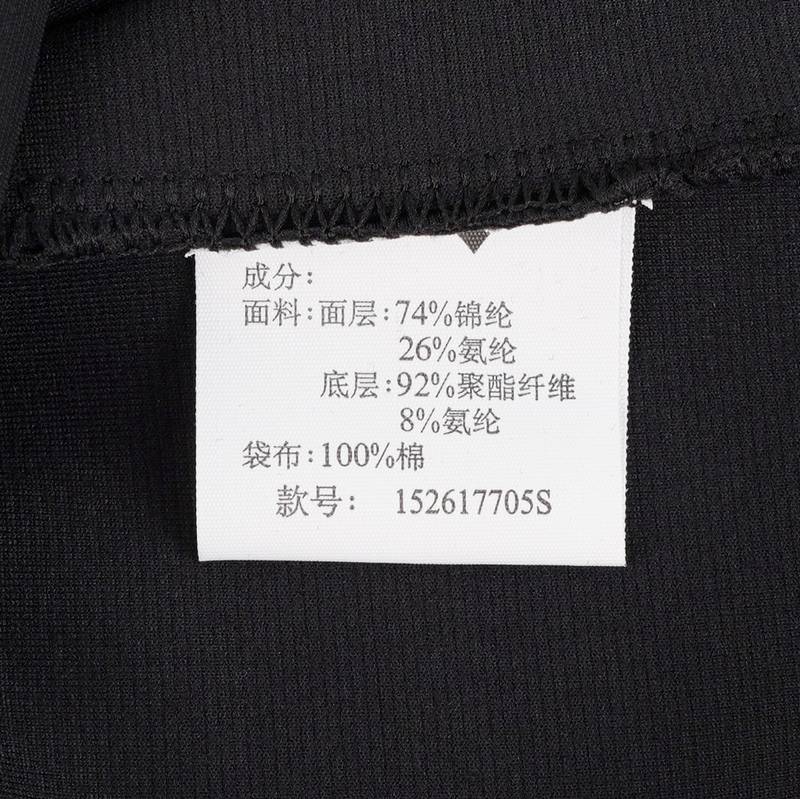 成分:
面料:面层:74%锦纶
26%氨纶
底层:92%聚酯纤维
8%氨纶
袋布:100%棉
款号: 152617705S